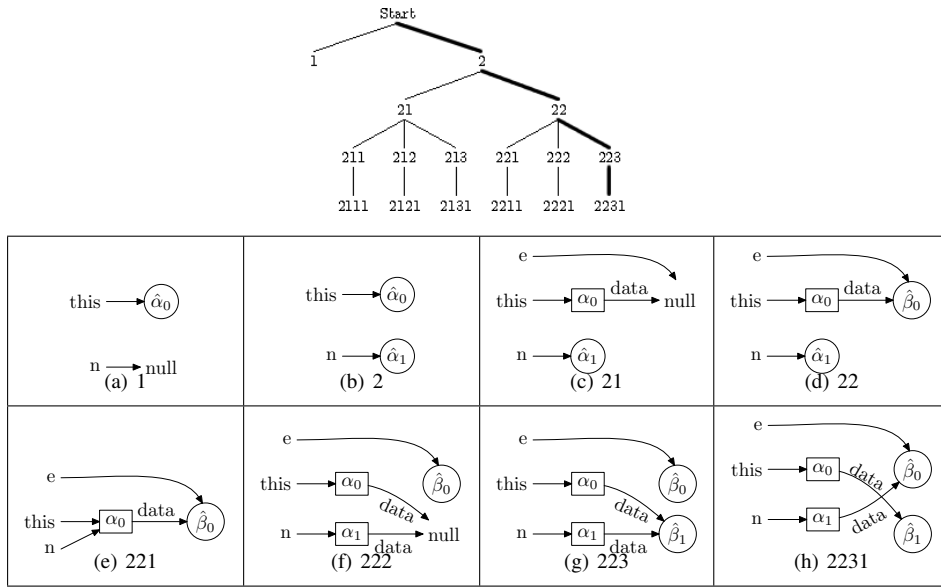 Start
1 2
21 22
211 212 213 221 222 223
2111 2121 2131 2211 2221 2231
this α̂₀
n null
(a) 1
this α̂₀
n α̂₁
(b) 2
e
this α₀ data null
n α̂₁
(c) 21
e
this α₀ data β̂₀
n α̂₁
(d) 22
e
this α₀ data β̂₀
n
(e) 221
e
this α₀ β̂₀
data
n α₁ data null
(f) 222
e
this α₀ β̂₀
data
n α₁ data β̂₁
(g) 223
e
this α₀ data β̂₀
n α₁ data β̂₁
(h) 2231